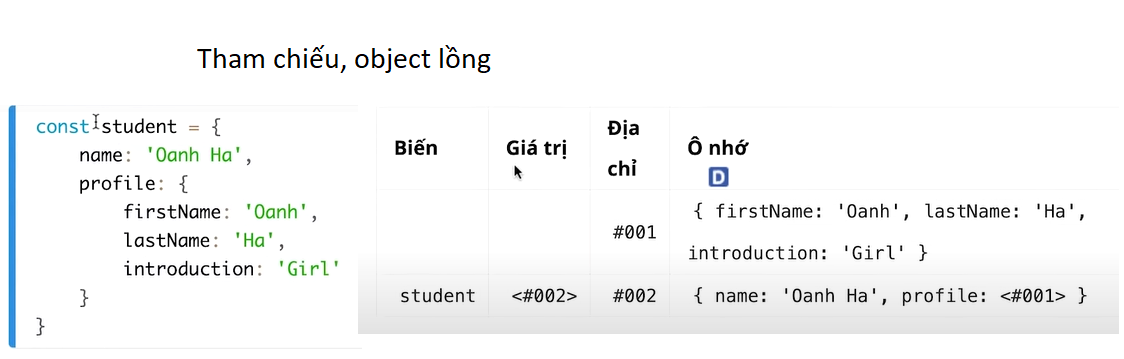 Tham chiếu, object lồng
const student = {
    name: 'Oanh Ha',
    profile: {
        firstName: 'Oanh',
        lastName: 'Ha',
        introduction: 'Girl'
    }
}
Biến Giá trị Địa chỉ Ô nhớ
D
#001 { firstName: 'Oanh', lastName: 'Ha',
introduction: 'Girl' }
student <#002> #002 { name: 'Oanh Ha', profile: <#001> }